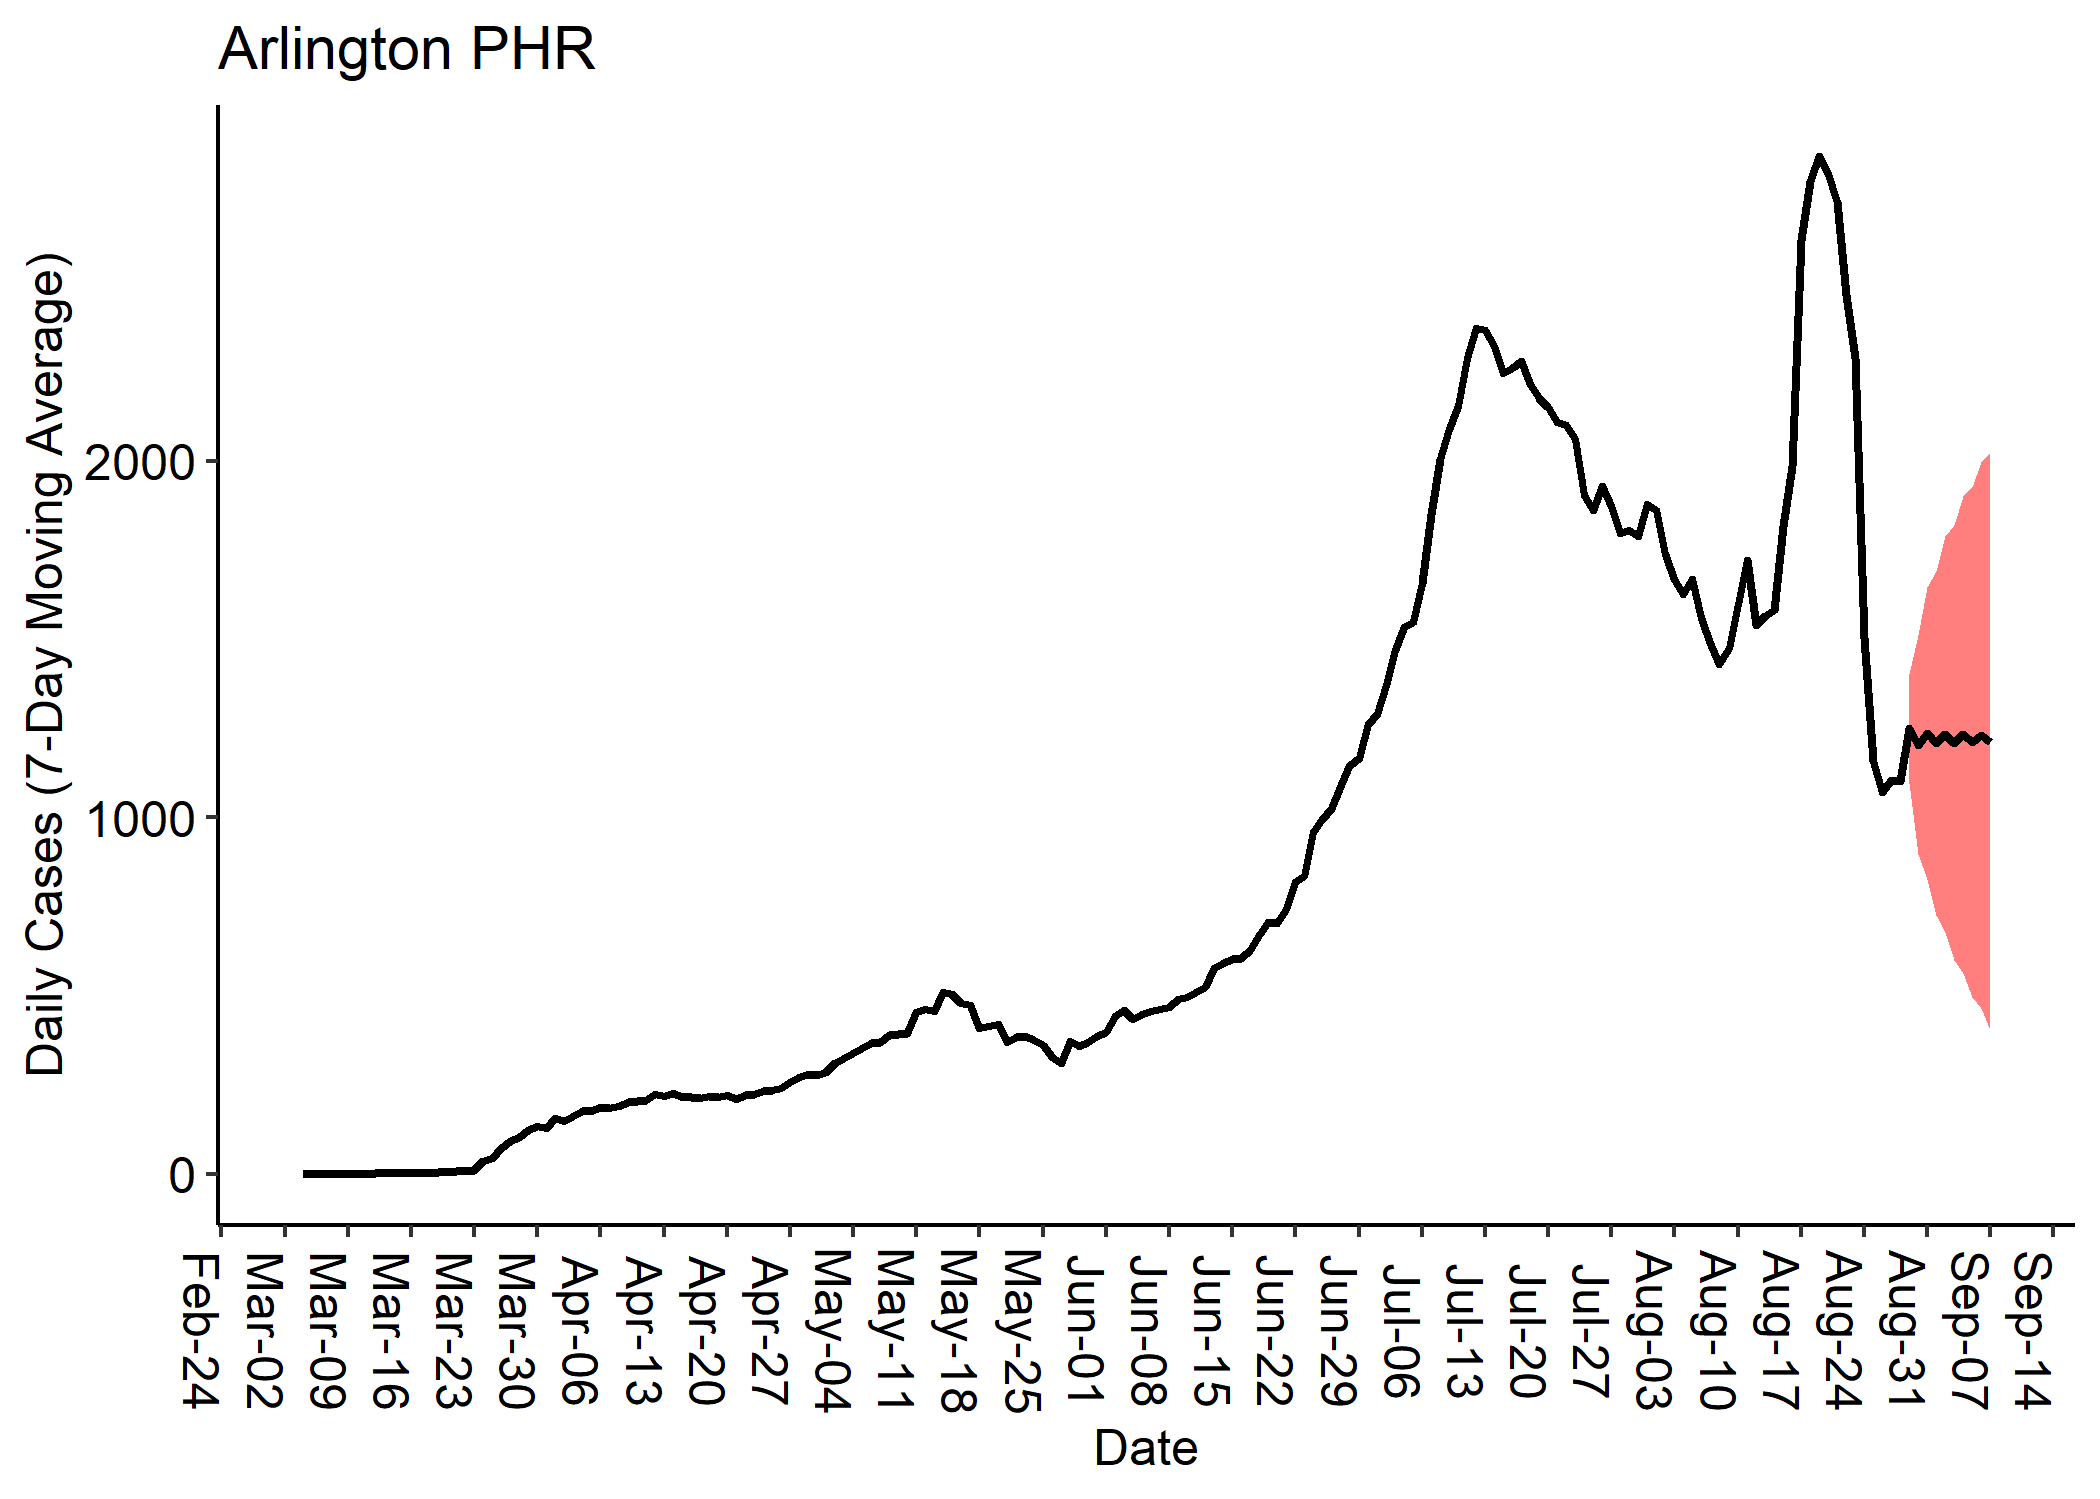 Arlington PHR
Daily Cases (7-Day Moving Average)
2000
1000
0
Feb-24
Mar-02
Mar-09
Mar-16
Mar-23
Mar-30
Apr-06
Apr-13
Apr-20
Apr-27
May-04
May-11
May-18
May-25
Jun-01
Jun-08
Jun-15
Jun-22
Jun-29
Jul-06
Jul-13
Jul-20
Jul-27
Aug-03
Aug-10
Aug-17
Aug-24
Aug-31
Sep-07
Sep-14
Date